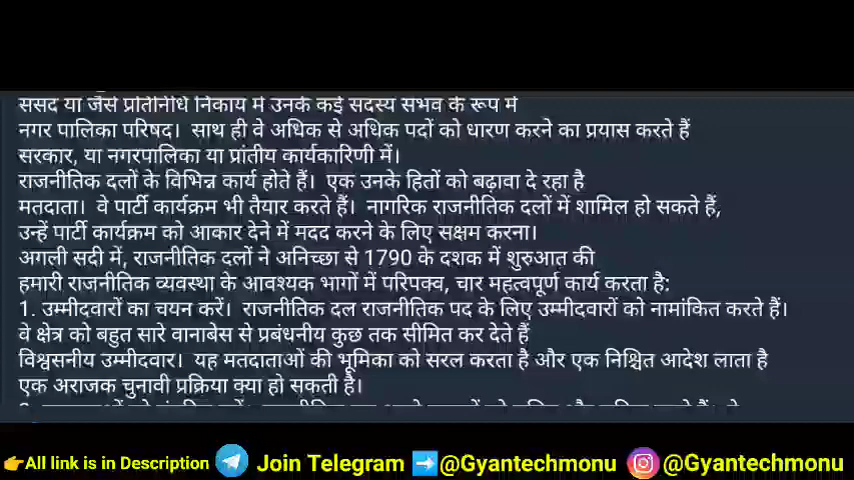 संसद या जैसे प्रतिनिधि निकाय में उनके कई सदस्य संभव के रूप में
नगर पालिका परिषद।  साथ ही वे अधिक से अधिक पदों को धारण करने का प्रयास करते हैं
सरकार, या नगरपालिका या प्रांतीय कार्यकारिणी में।
राजनीतिक दलों के विभिन्न कार्य होते हैं।  एक उनके हितों को बढ़ावा दे रहा है
मतदाता।  वे पार्टी कार्यक्रम भी तैयार करते हैं।  नागरिक राजनीतिक दलों में शामिल हो सकते हैं,
उन्हें पार्टी कार्यक्रम को आकार देने में मदद करने के लिए सक्षम करना।
अगली सदी में, राजनीतिक दलों ने अनिच्छा से 1790 के दशक में शुरुआत की
हमारी राजनीतिक व्यवस्था के आवश्यक भागों में परिपक्व, चार महत्वपूर्ण कार्य करता है:
1. उम्मीदवारों का चयन करें।  राजनीतिक दल राजनीतिक पद के लिए उम्मीदवारों को नामांकित करते हैं।
वे क्षेत्र को बहुत सारे वानाबेस से प्रबंधनीय कुछ तक सीमित कर देते हैं
विश्वसनीय उम्मीदवार।  यह मतदाताओं की भूमिका को सरल करता है और एक निश्चित आदेश लाता है
एक अराजक चुनावी प्रक्रिया क्या हो सकती है।
👉All link is in Description Join Telegram ➡️@Gyantechmonu @Gyantechmonu